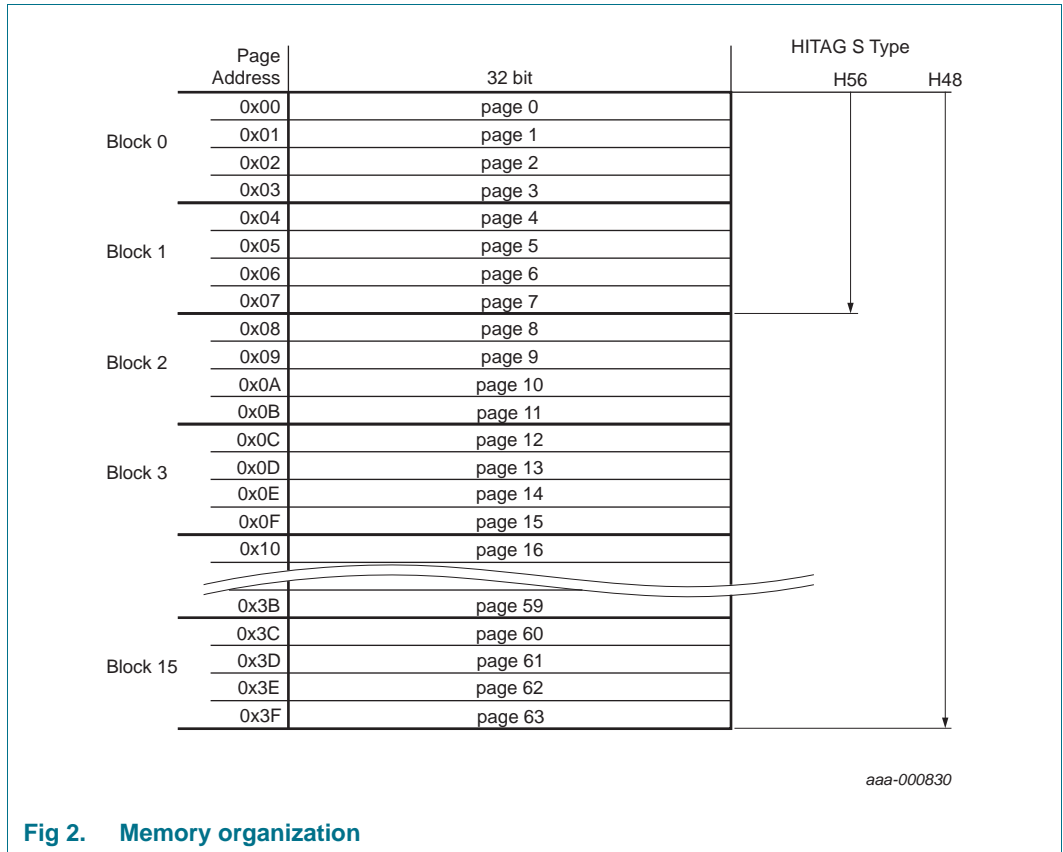 HITAG S Type
Page
Address 32 bit H56 H48
Block 0
0x00 page 0
0x01 page 1
0x02 page 2
0x03 page 3
Block 1
0x04 page 4
0x05 page 5
0x06 page 6
0x07 page 7
Block 2
0x08 page 8
0x09 page 9
0x0A page 10
0x0B page 11
Block 3
0x0C page 12
0x0D page 13
0x0E page 14
0x0F page 15
0x10 page 16
0x3B page 59
Block 15
0x3C page 60
0x3D page 61
0x3E page 62
0x3F page 63
aaa-000830
Fig 2. Memory organization